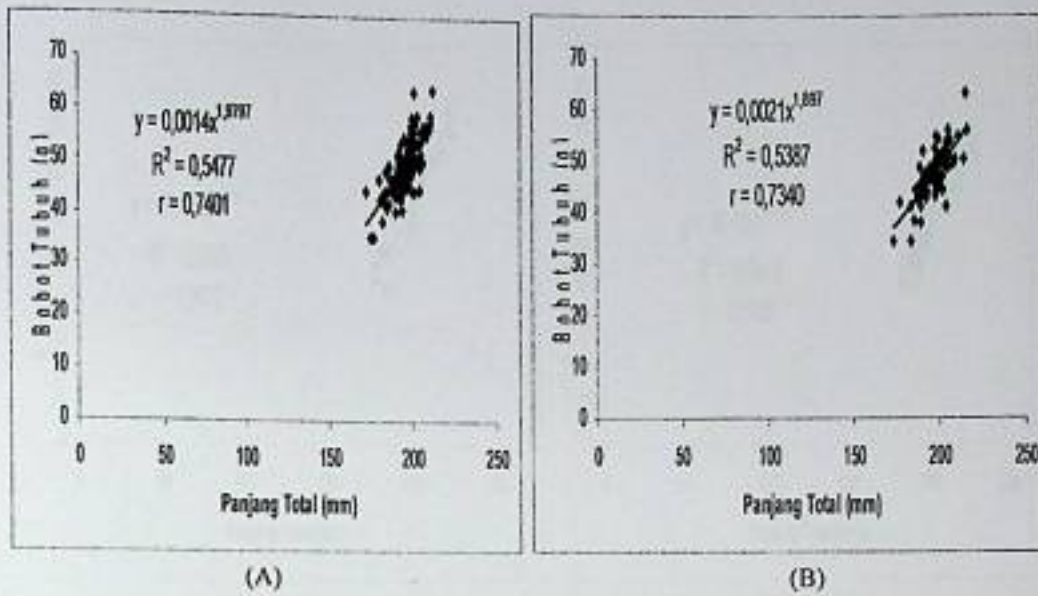 70
60
50
40
30
20
10
0
y = 0,0014x^1,9797
R² = 0,5477
r = 0,7401
Bobot Tubuh (g)
0 50 100 150 200 250
Panjang Total (mm)
(A)
70
60
50
40
30
20
10
0
y = 0,0021x^1,897
R² = 0,5387
r = 0,7340
Bobot Tubuh (g)
0 50 100 150 200 250
Panjang Total (mm)
(B)